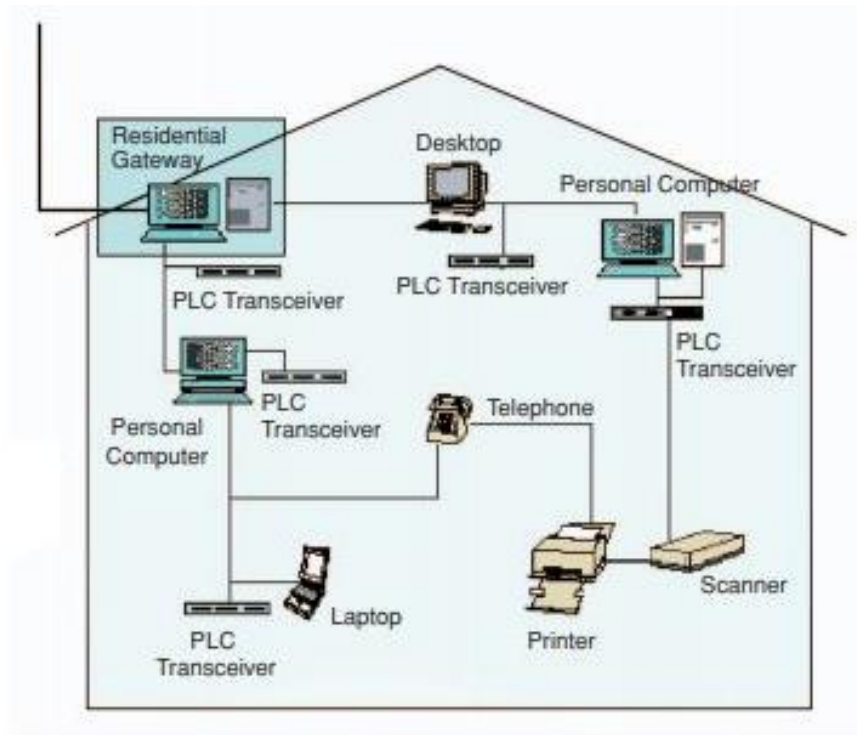 Residential
Gateway
Desktop
Personal Computer
PLC Transceiver
PLC Transceiver
PLC
Transceiver
PLC
Transceiver
Personal
Computer
Telephone
Laptop
PLC
Transceiver
Printer
Scanner